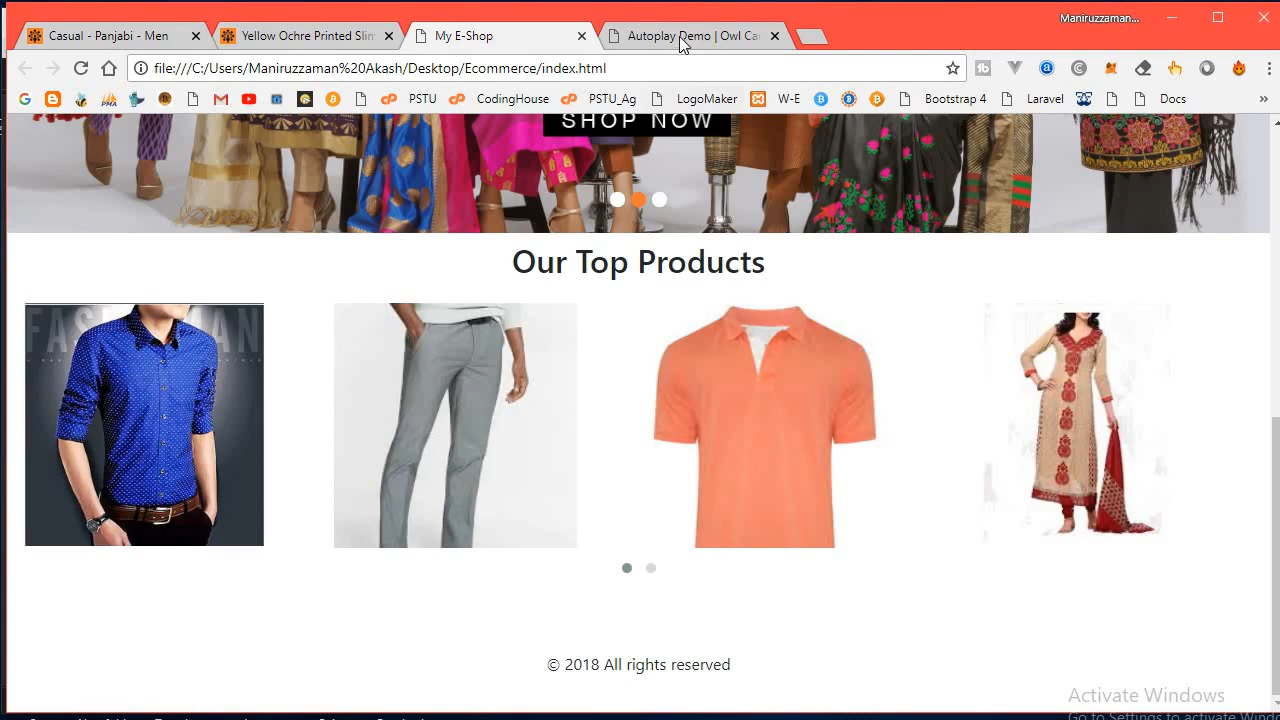 Maniruzzaman...
Casual - Panjabi - Men
Yellow Ochre Printed Slim
My E-Shop
Autoplay Demo | Owl Ca
file:///C:/Users/Maniruzzaman%20Akash/Desktop/Ecommerce/index.html
PSTU
CodingHouse
PSTU_Ag
LogoMake
W-E
Bootstrap 4
Laravel
Docs
SHOP NOW
Our Top Products
© 2018 All rights reserved
Activate Windows
Go to Settings to activate Wind